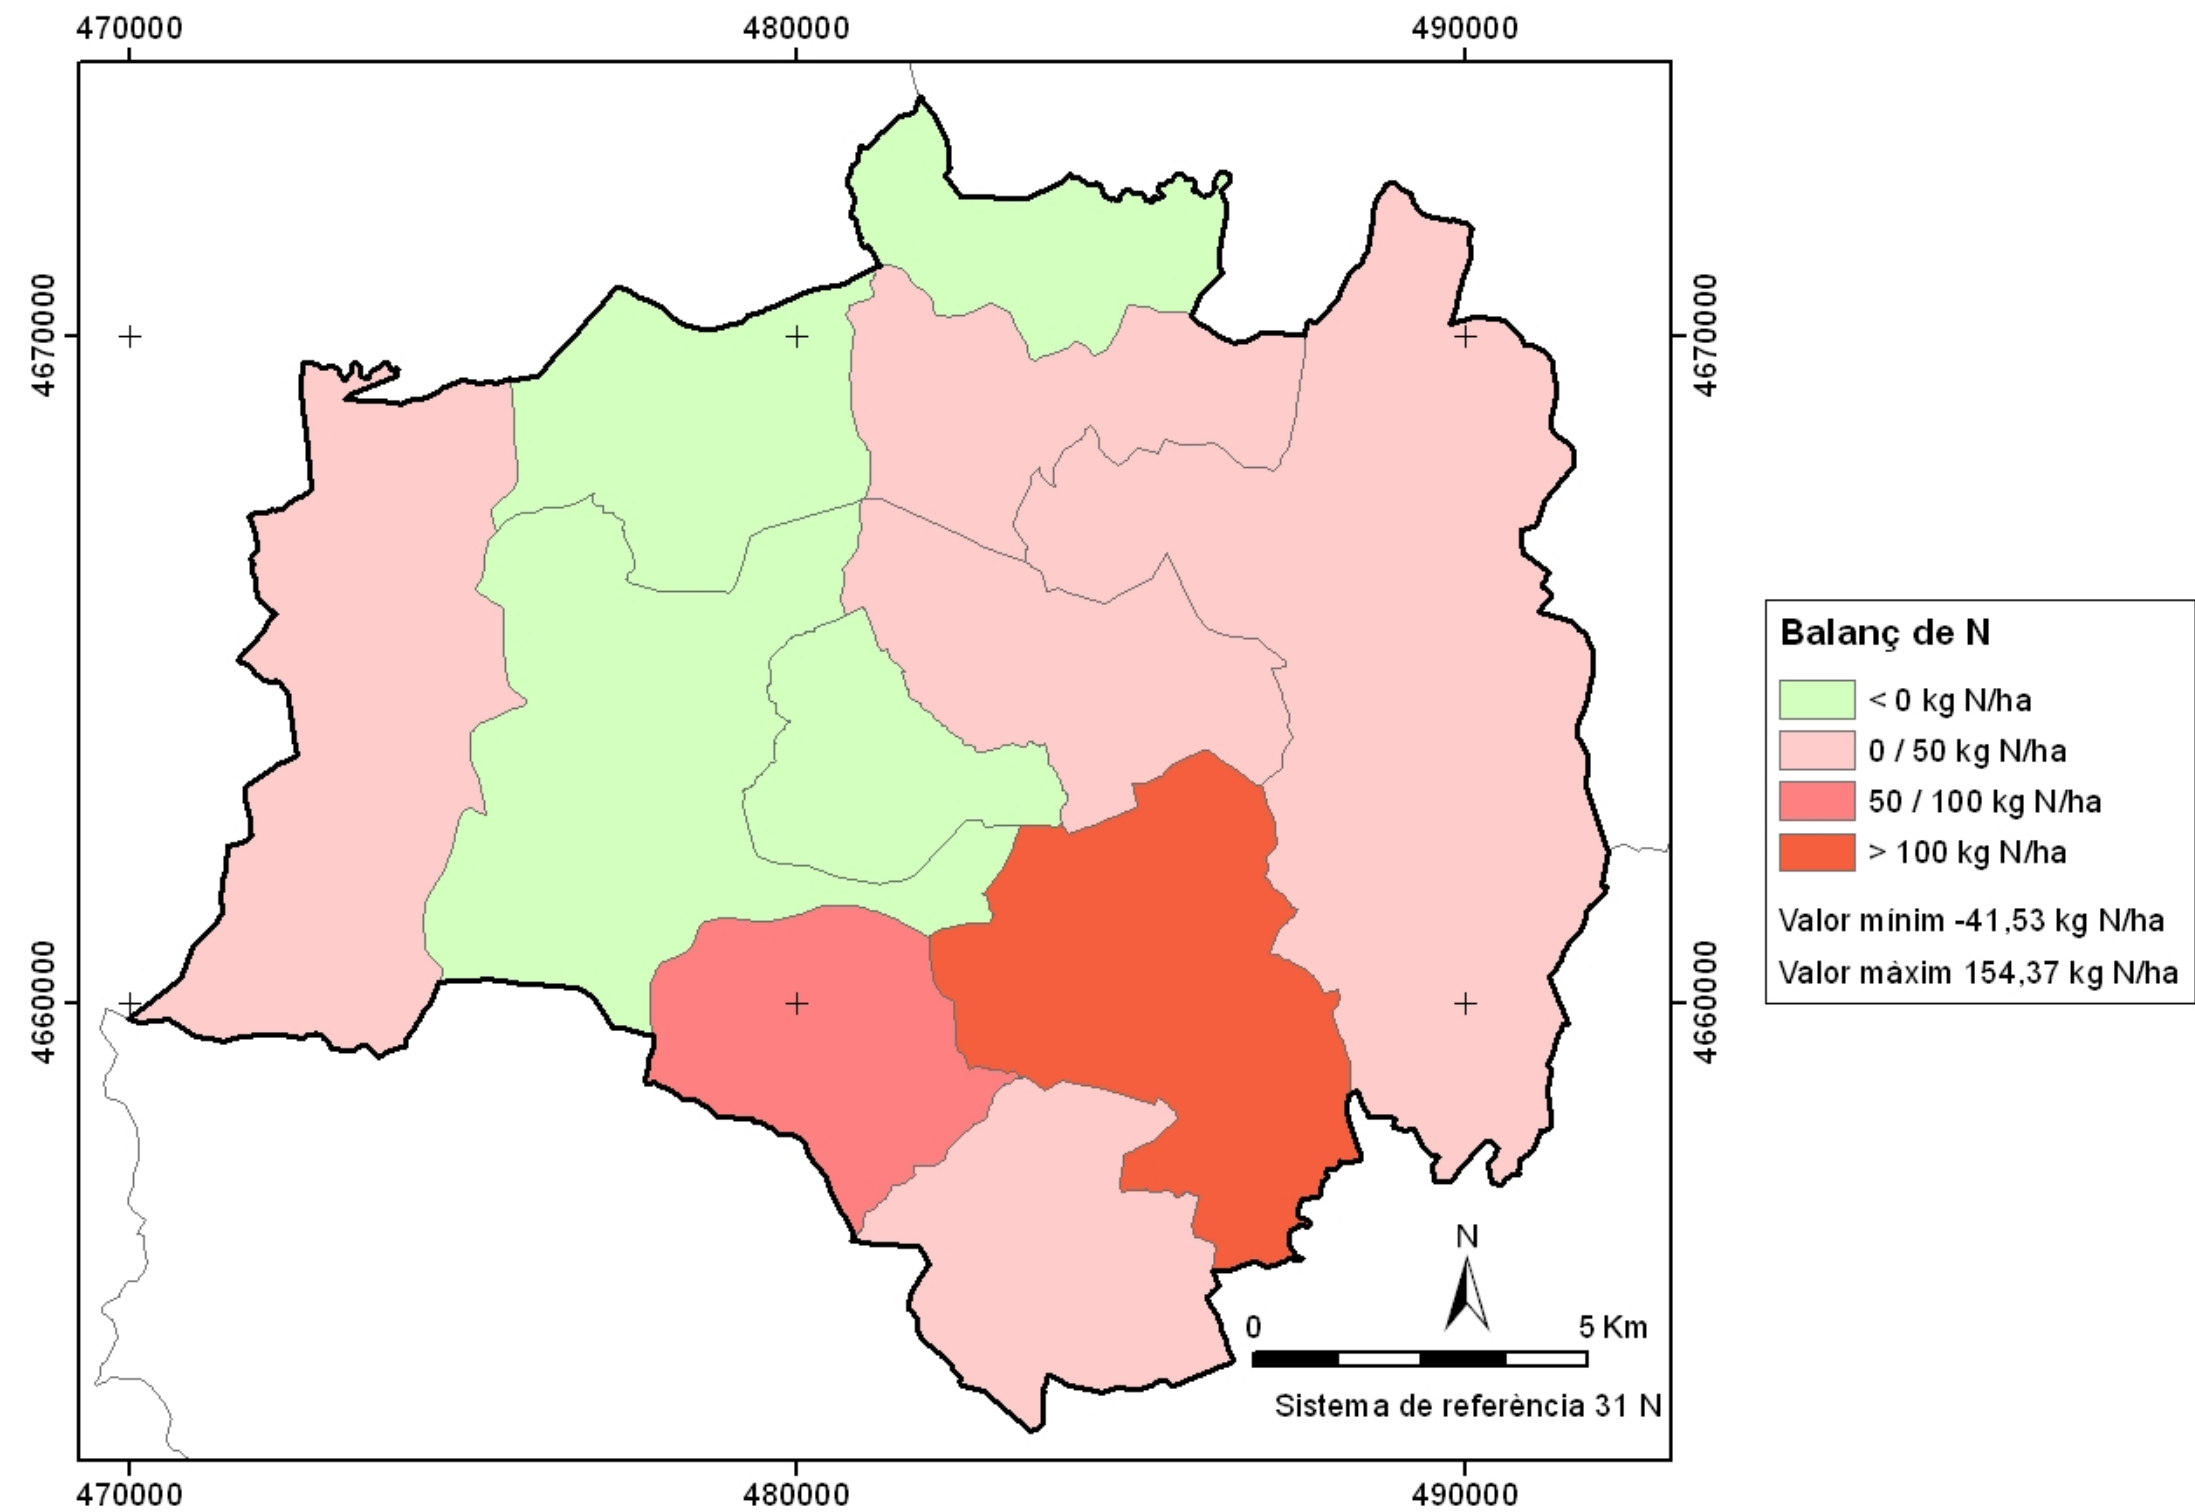 470000 480000 490000
4670000 4670000
4660000 4660000
Balanç de N
< 0 kg N/ha
0 / 50 kg N/ha
50 / 100 kg N/ha
> 100 kg N/ha
Valor mínim -41,53 kg N/ha
Valor màxim 154,37 kg N/ha
N
0 5 Km
Sistema de referència 31 N
470000 480000 490000